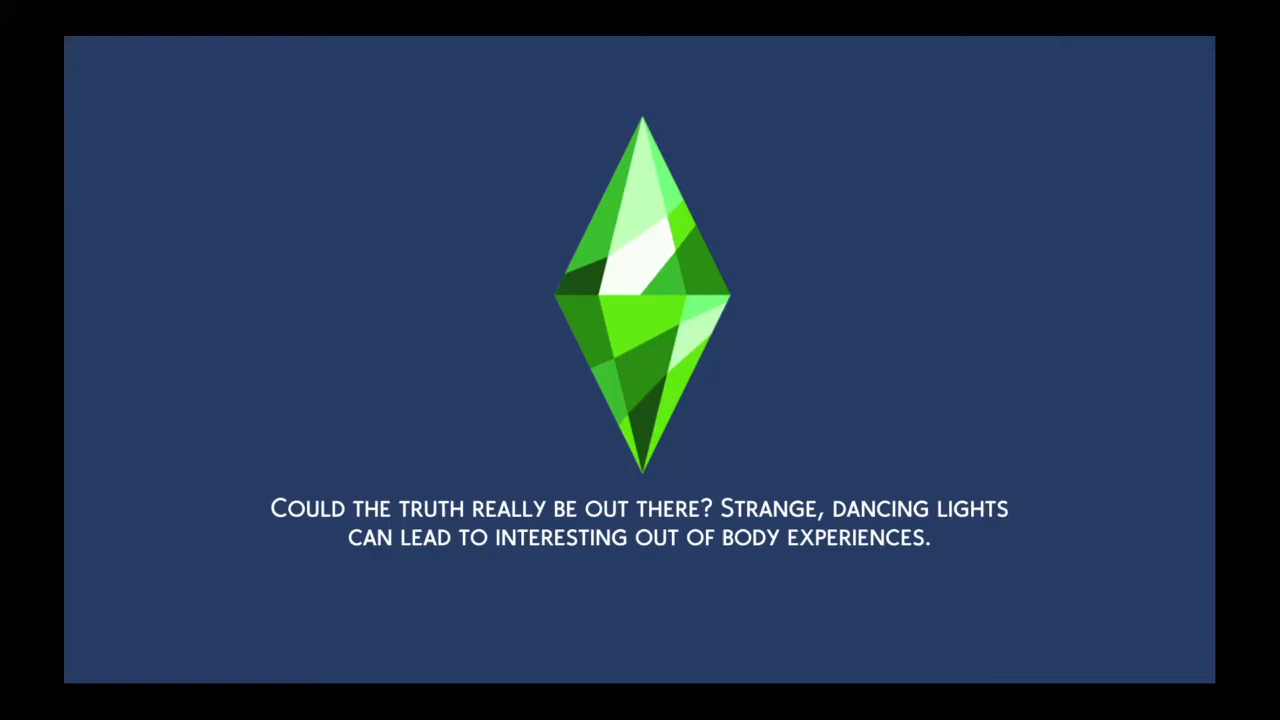 Could the truth really be out there? Strange, dancing lights
can lead to interesting out of body experiences.